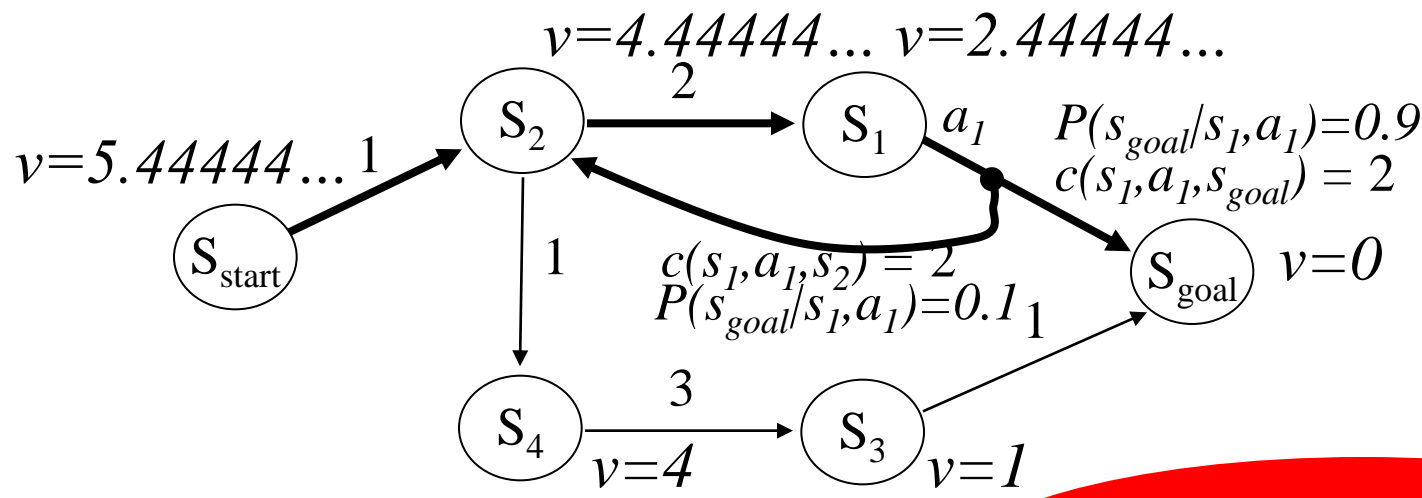 v=4.44444... v=2.44444...
2
S2 S1 a1 P(sgoal/s1,a1)=0.9
v=5.44444... 1 c(s1,a1,sgoal) = 2
Sstart 1 c(s1,a1,s2) = 2 Sgoal v=0
P(sgoal/s1,a1)=0.1 1
3
S4 S3
v=4 v=1